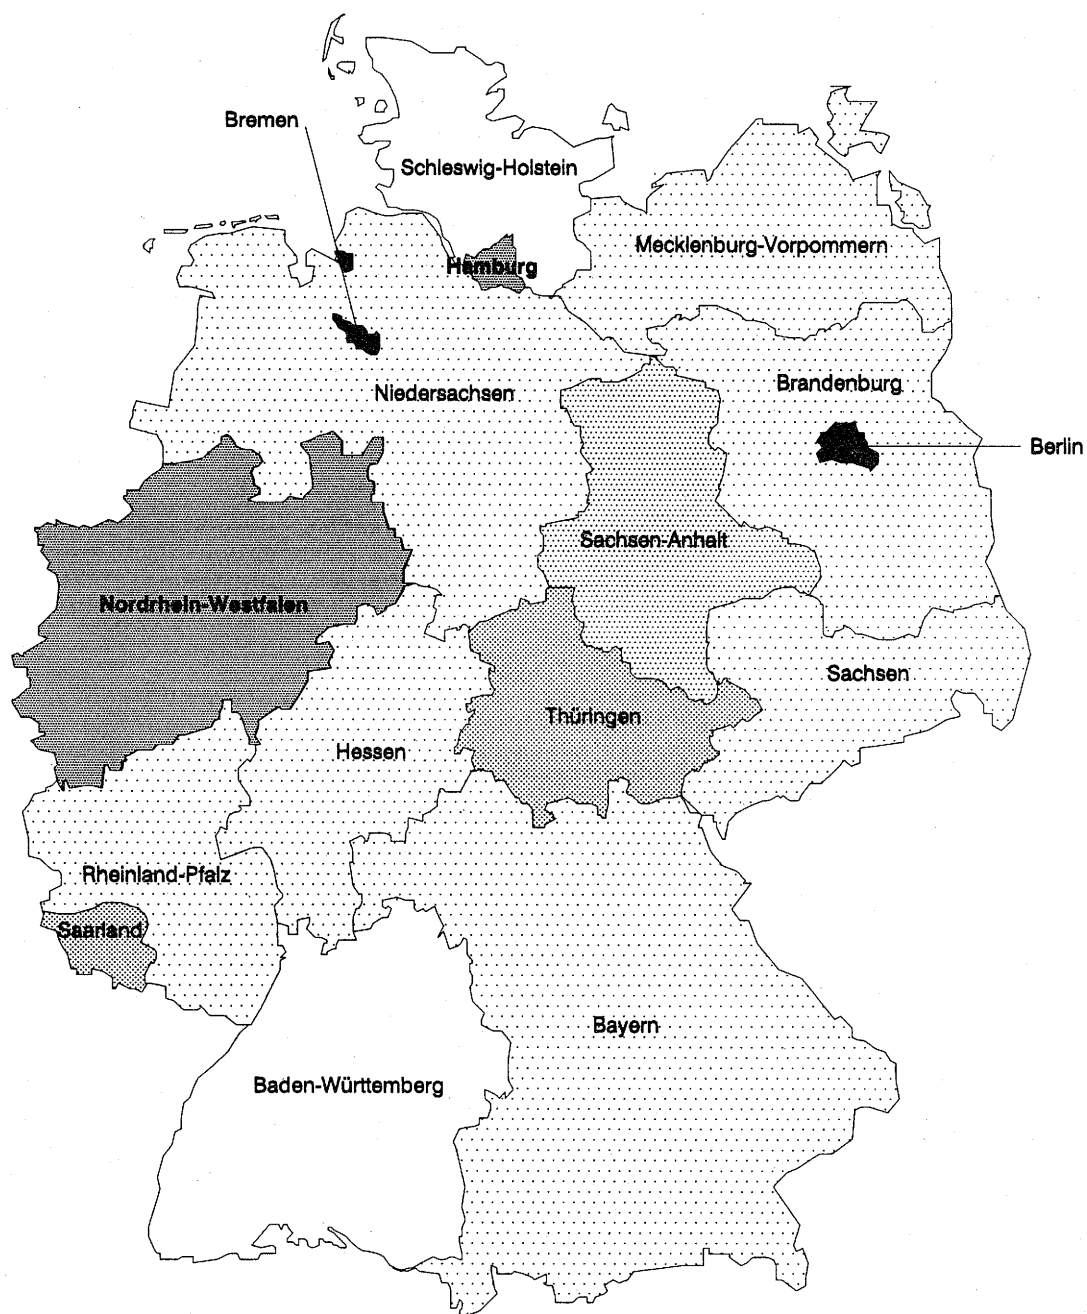 Bremen
Schleswig-Holstein
Mecklenburg-Vorpommern
Hamburg
Brandenburg
Niedersachsen
Berlin
Sachsen-Anhalt
Nordrhein-Westfalen
Sachsen
Thüringen
Hessen
Rheinland-Pfalz
Saarland
Bayern
Baden-Württemberg